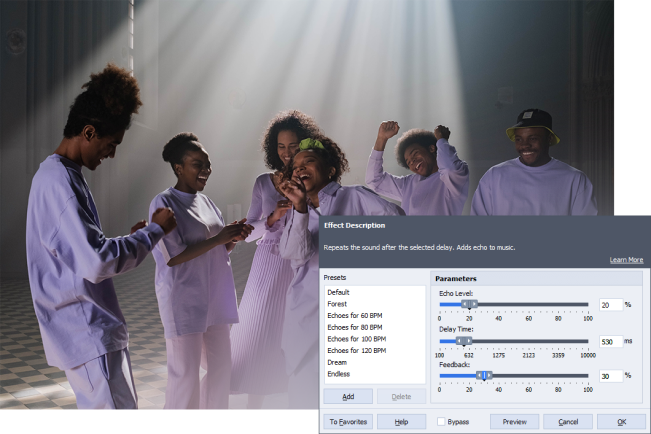 Effect Description
Repeats the sound after the selected delay. Adds echo to music.
Learn More
Presets
Default
Forest
Echoes for 60 BPM
Echoes for 80 BPM
Echoes for 100 BPM
Echoes for 120 BPM
Dream
Endless
Add Delete
Parameters
Echo Level:
20 %
0 20 40 60 80 100
Delay Time:
530 ms
100 632 1275 2123 3359 10000
Feedback:
30 %
0 20 40 60 80 100
To Favorites Help Bypass Preview Cancel OK